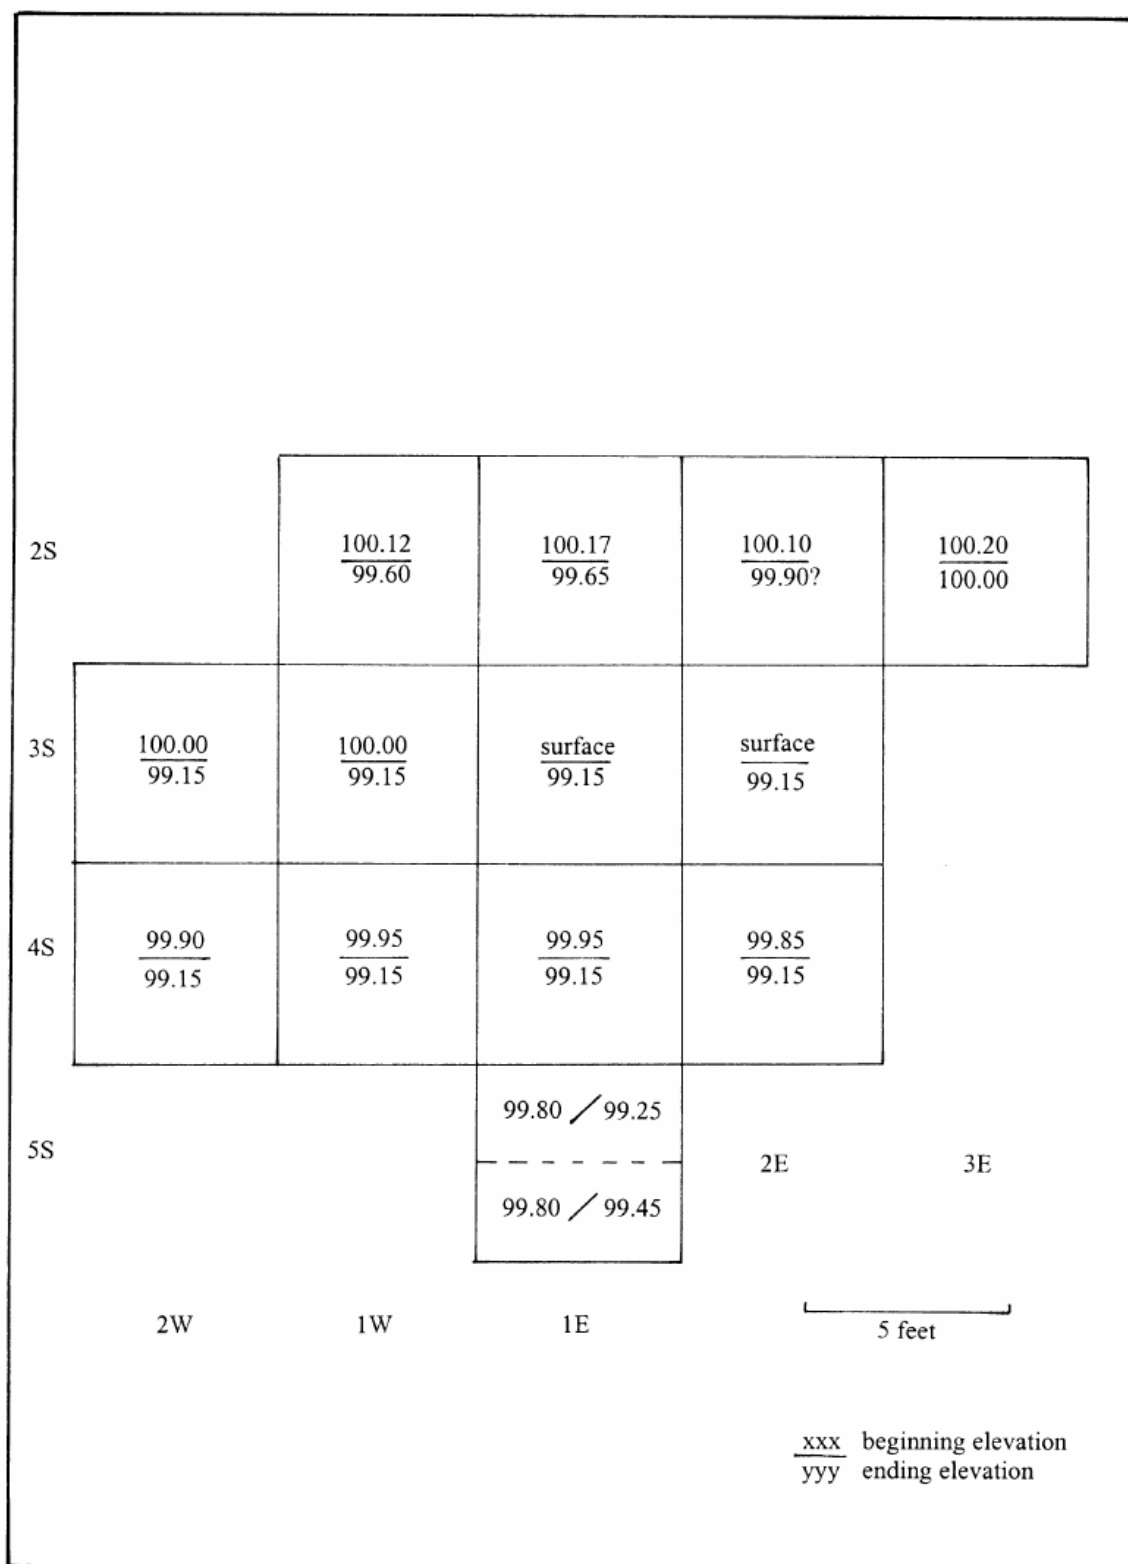 2S
100.12
99.60
100.17
99.65
100.10
99.90?
100.20
100.00
3S
100.00
99.15
100.00
99.15
surface
99.15
surface
99.15
4S
99.90
99.15
99.95
99.15
99.95
99.15
99.85
99.15
5S
99.80 / 99.25
99.80 / 99.45
2E
3E
2W
1W
1E
5 feet
xxx beginning elevation
yyy ending elevation